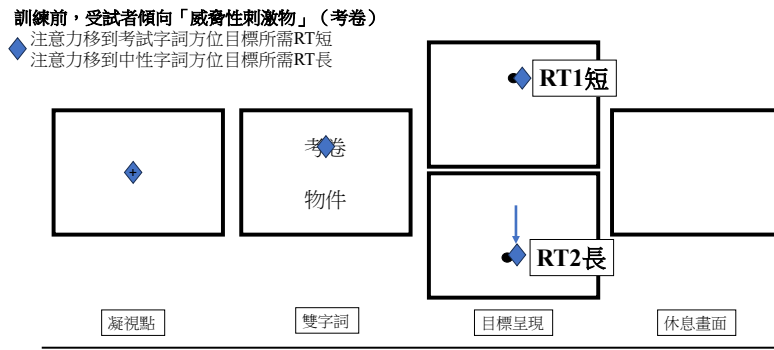 訓練前，受試者傾向「威脅性刺激物」（考卷）
注意力移到考試字詞方位目標所需RT短
注意力移到中性字詞方位目標所需RT長
+
考卷
物件
RT1短
RT2長
凝視點
雙字詞
目標呈現
休息畫面